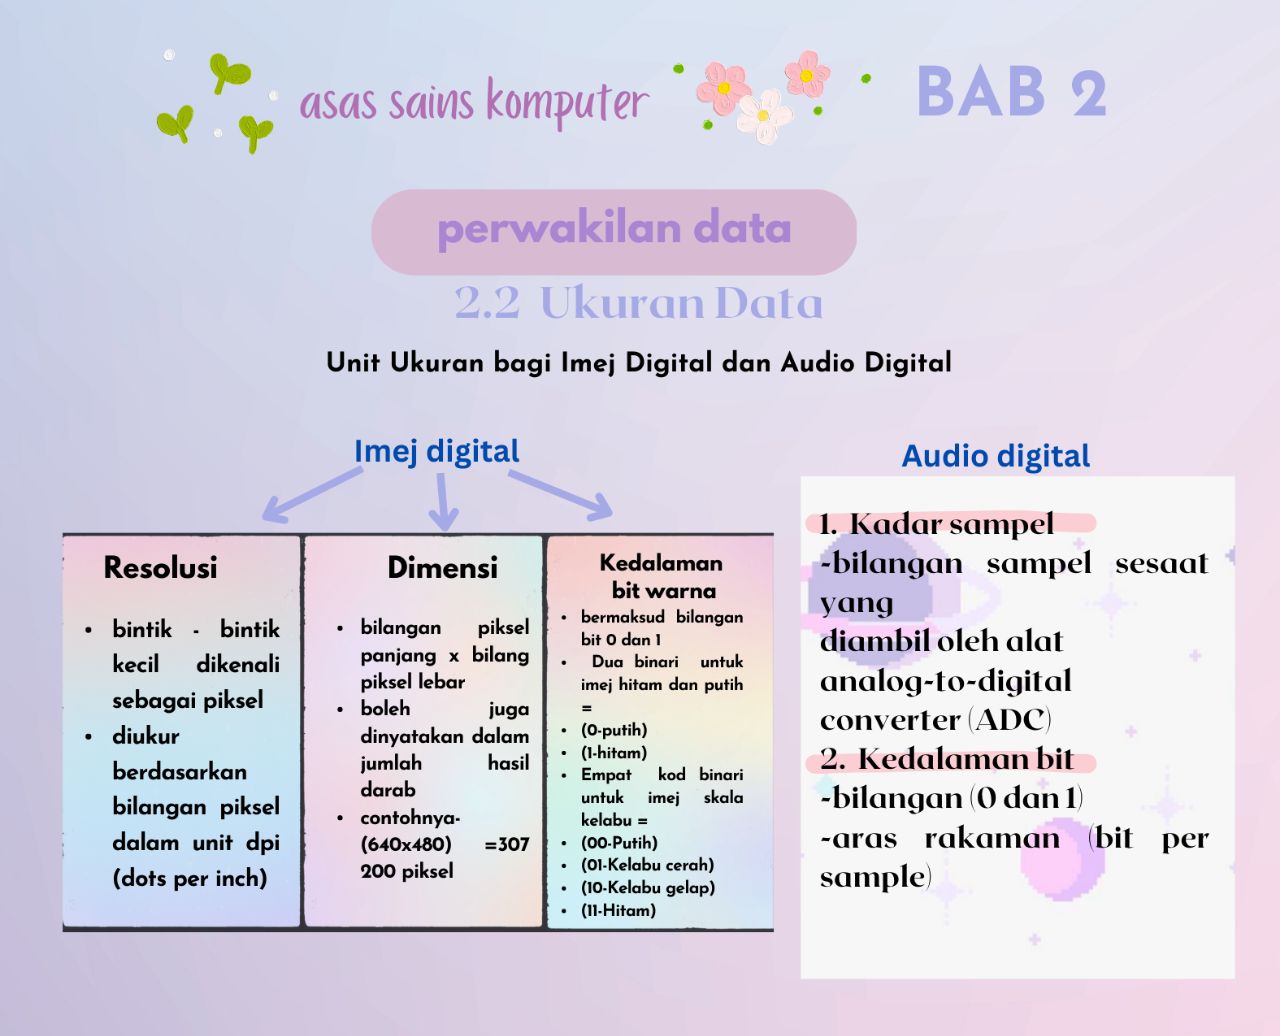 asas sains komputer
BAB 2
perwakilan data
2.2 Ukuran Data
Unit Ukuran bagi Imej Digital dan Audio Digital
Imej digital
Resolusi
• bintik - bintik
kecil dikenali
sebagai piksel
• diukur
berdasarkan
bilangan piksel
dalam unit dpi
(dots per inch)
Dimensi
• bilangan piksel
panjang x bilang
piksel lebar
• boleh juga
dinyatakan dalam
jumlah hasil
darab
• contohnya-
(640x480) =307
200 piksel
Kedalaman
bit warna
• bermaksud bilangan
bit 0 dan 1
• Dua binari untuk
imej hitam dan putih
=
• (0-putih)
• (1-hitam)
• Empat kod binari
untuk imej skala
kelabu =
• (00-Putih)
• (01-Kelabu cerah)
• (10-Kelabu gelap)
• (11-Hitam)
Audio digital
1. Kadar sampel
-bilangan sampel sesaat
yang
diambil oleh alat
analog-to-digital
converter (ADC)
2. Kedalaman bit
-bilangan (0 dan 1)
-aras rakaman (bit per
sample)